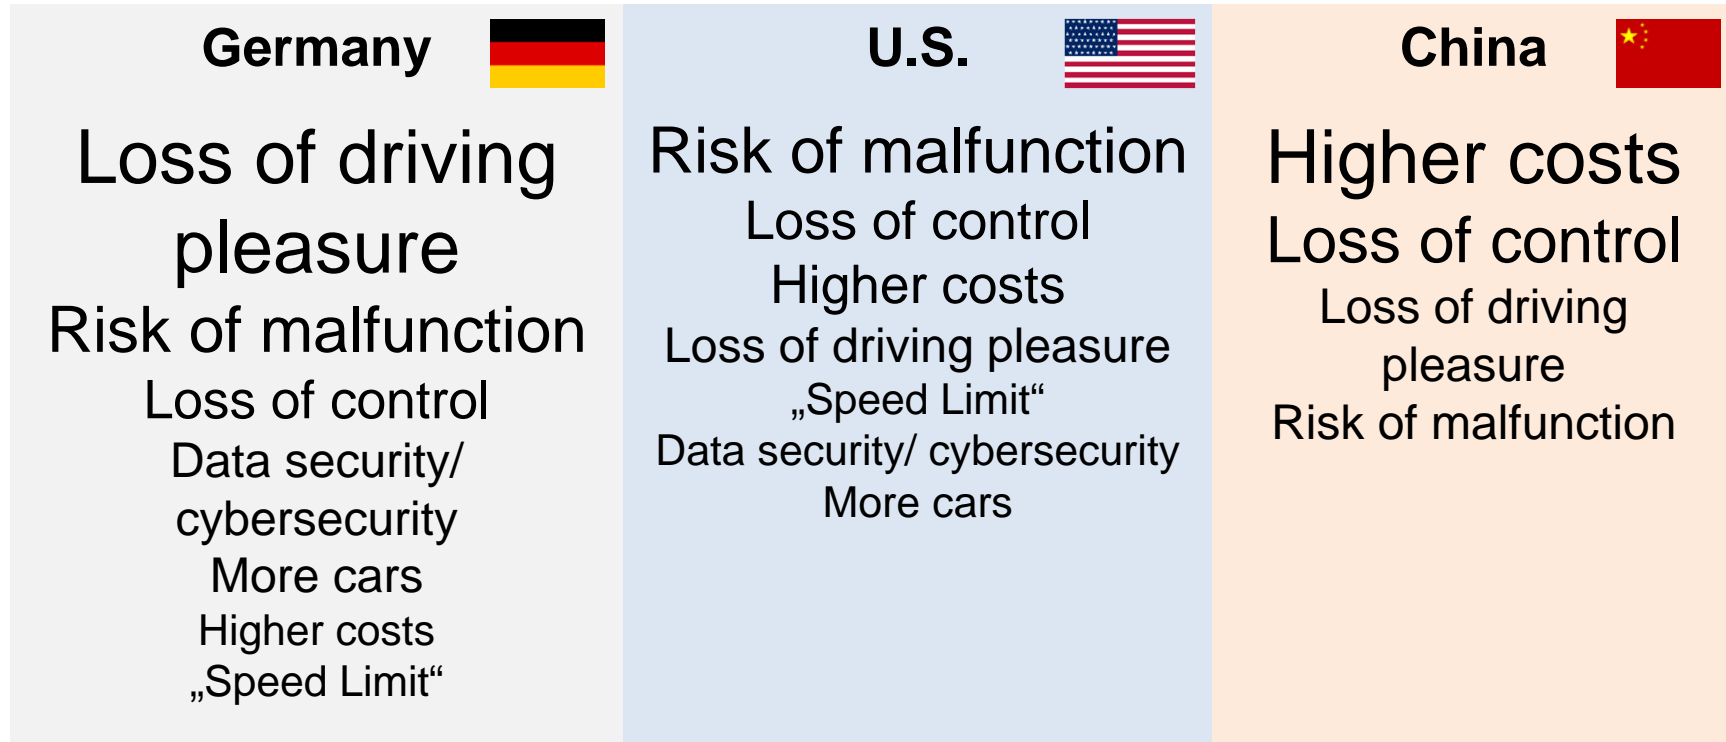 Germany
Loss of driving
pleasure
Risk of malfunction
Loss of control
Data security/
cybersecurity
More cars
Higher costs
„Speed Limit“
U.S.
Risk of malfunction
Loss of control
Higher costs
Loss of driving pleasure
„Speed Limit“
Data security/ cybersecurity
More cars
China
Higher costs
Loss of control
Loss of driving
pleasure
Risk of malfunction